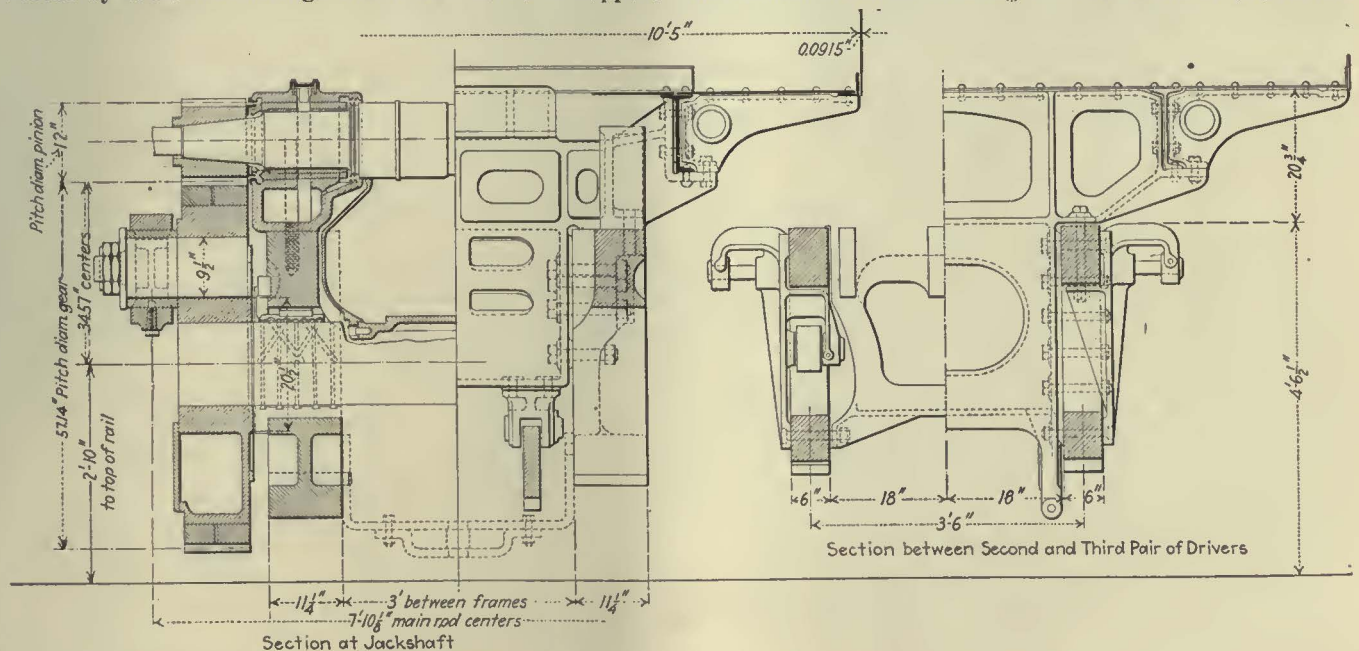 10'-5"
0.0915"
Pitch diam. pinion
12"
57.14" Pitch diam. gear
34.57" centers
9½"
20½"
2'-10"
to top of rail
11¼"
3' between frames
11¼"
7'-10⅛" main rod centers
Section at Jackshaft
20¾"
4'-6½"
6"
18"
18"
6"
3'6"
Section between Second and Third Pair of Drivers